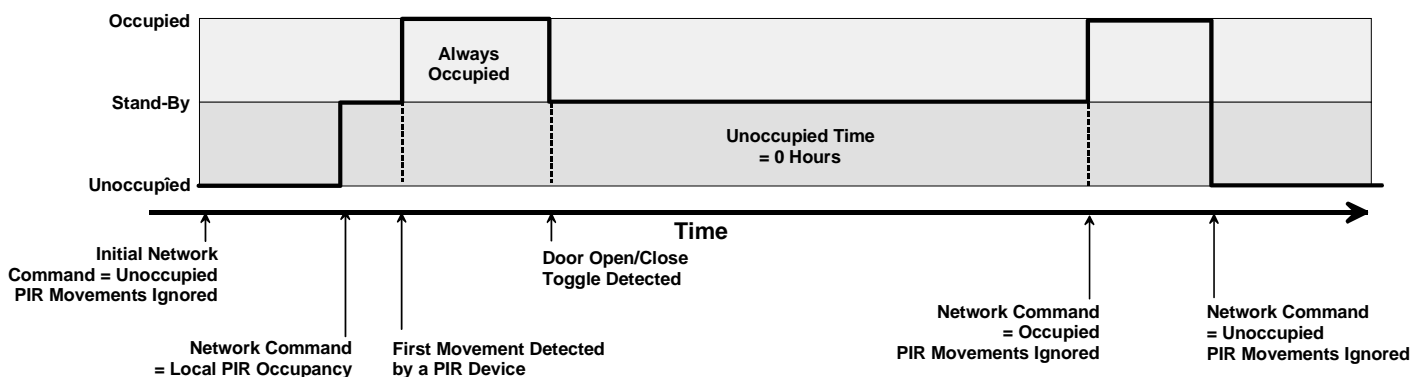 Occupied
Always
Occupied
Stand-By
Unoccupied Time
= 0 Hours
Unoccupied
Time
Initial Network
Command = Unoccupied
PIR Movements Ignored
Door Open/Close
Toggle Detected
Network Command
= Local PIR Occupancy
First Movement Detected
by a PIR Device
Network Command
= Occupied
PIR Movements Ignored
Network Command
= Unoccupied
PIR Movements Ignored